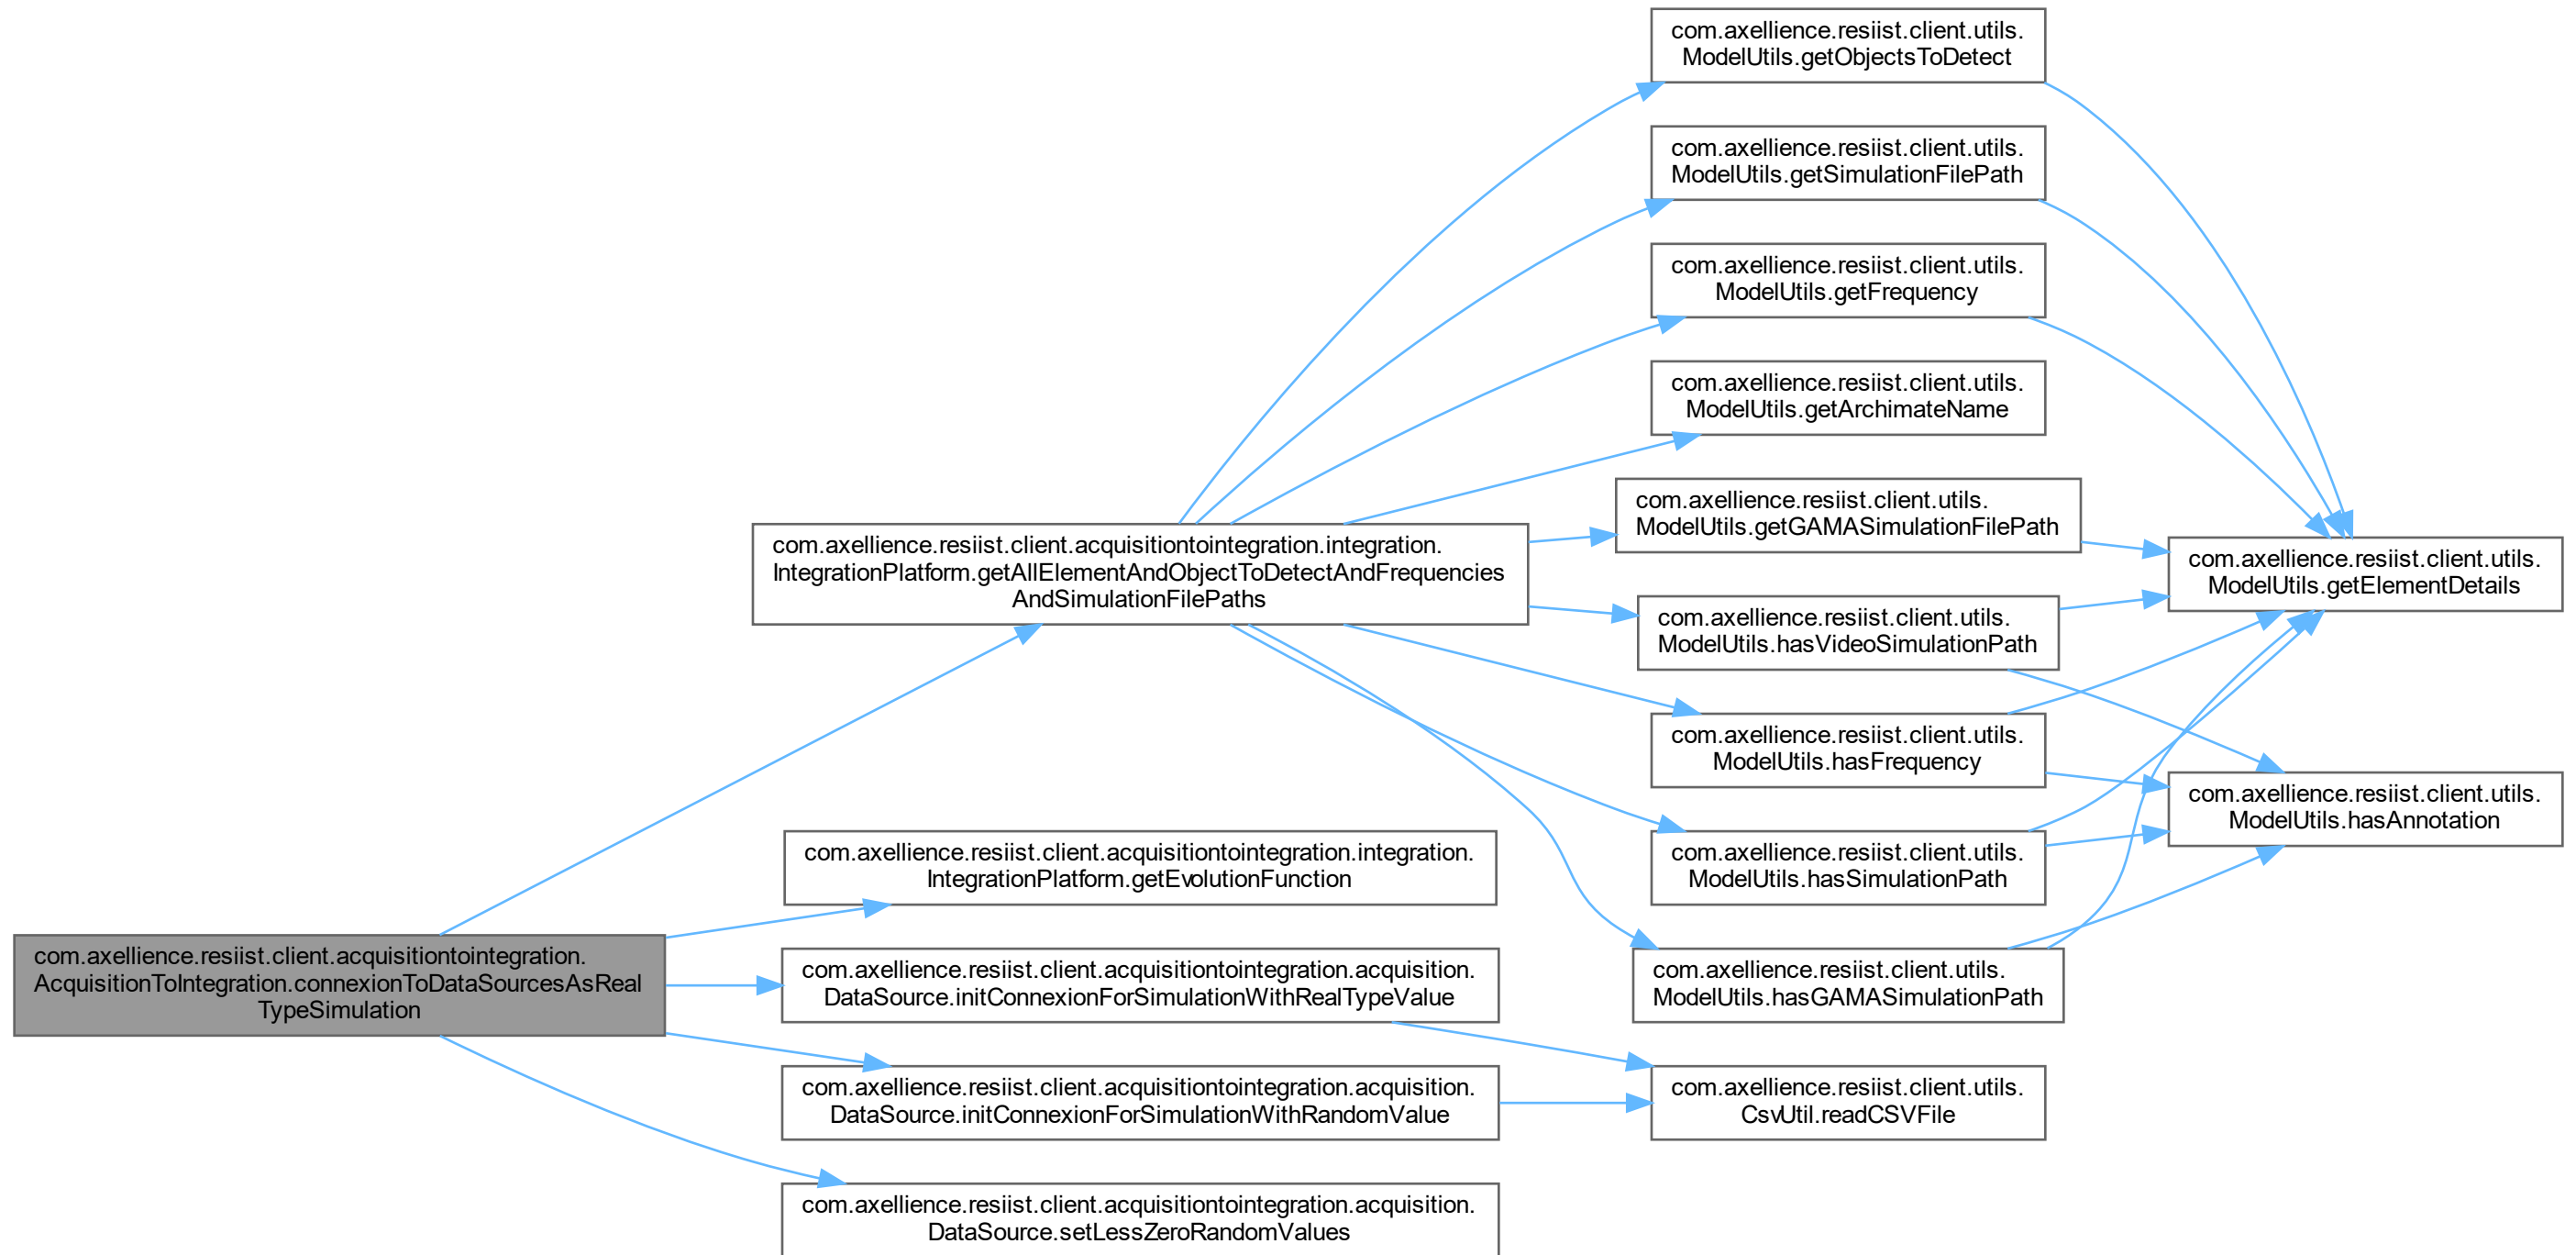 com.axellience.resiist.client.utils.
ModelUtils.getObjectsToDetect
com.axellience.resiist.client.utils.
ModelUtils.getSimulationFilePath
com.axellience.resiist.client.utils.
ModelUtils.getFrequency
com.axellience.resiist.client.utils.
ModelUtils.getArchimateName
com.axellience.resiist.client.utils.
ModelUtils.getGAMASimulationFilePath
com.axellience.resiist.client.acquisitiontointegration.integration.
IntegrationPlatform.getAllElementAndObjectToDetectAndFrequencies
AndSimulationFilePaths
com.axellience.resiist.client.utils.
ModelUtils.getElementDetails
com.axellience.resiist.client.utils.
ModelUtils.hasVideoSimulationPath
com.axellience.resiist.client.utils.
ModelUtils.hasFrequency
com.axellience.resiist.client.utils.
ModelUtils.hasAnnotation
com.axellience.resiist.client.acquisitiontointegration.integration.
IntegrationPlatform.getEvolutionFunction
com.axellience.resiist.client.utils.
ModelUtils.hasSimulationPath
com.axellience.resiist.client.acquisitiontointegration.
AcquisitionToIntegration.connexionToDataSourcesAsReal
TypeSimulation
com.axellience.resiist.client.acquisitiontointegration.acquisition.
DataSource.initConnexionForSimulationWithRealTypeValue
com.axellience.resiist.client.utils.
ModelUtils.hasGAMASimulationPath
com.axellience.resiist.client.acquisitiontointegration.acquisition.
DataSource.initConnexionForSimulationWithRandomValue
com.axellience.resiist.client.utils.
CsvUtil.readCSVFile
com.axellience.resiist.client.acquisitiontointegration.acquisition.
DataSource.setLessZeroRandomValues